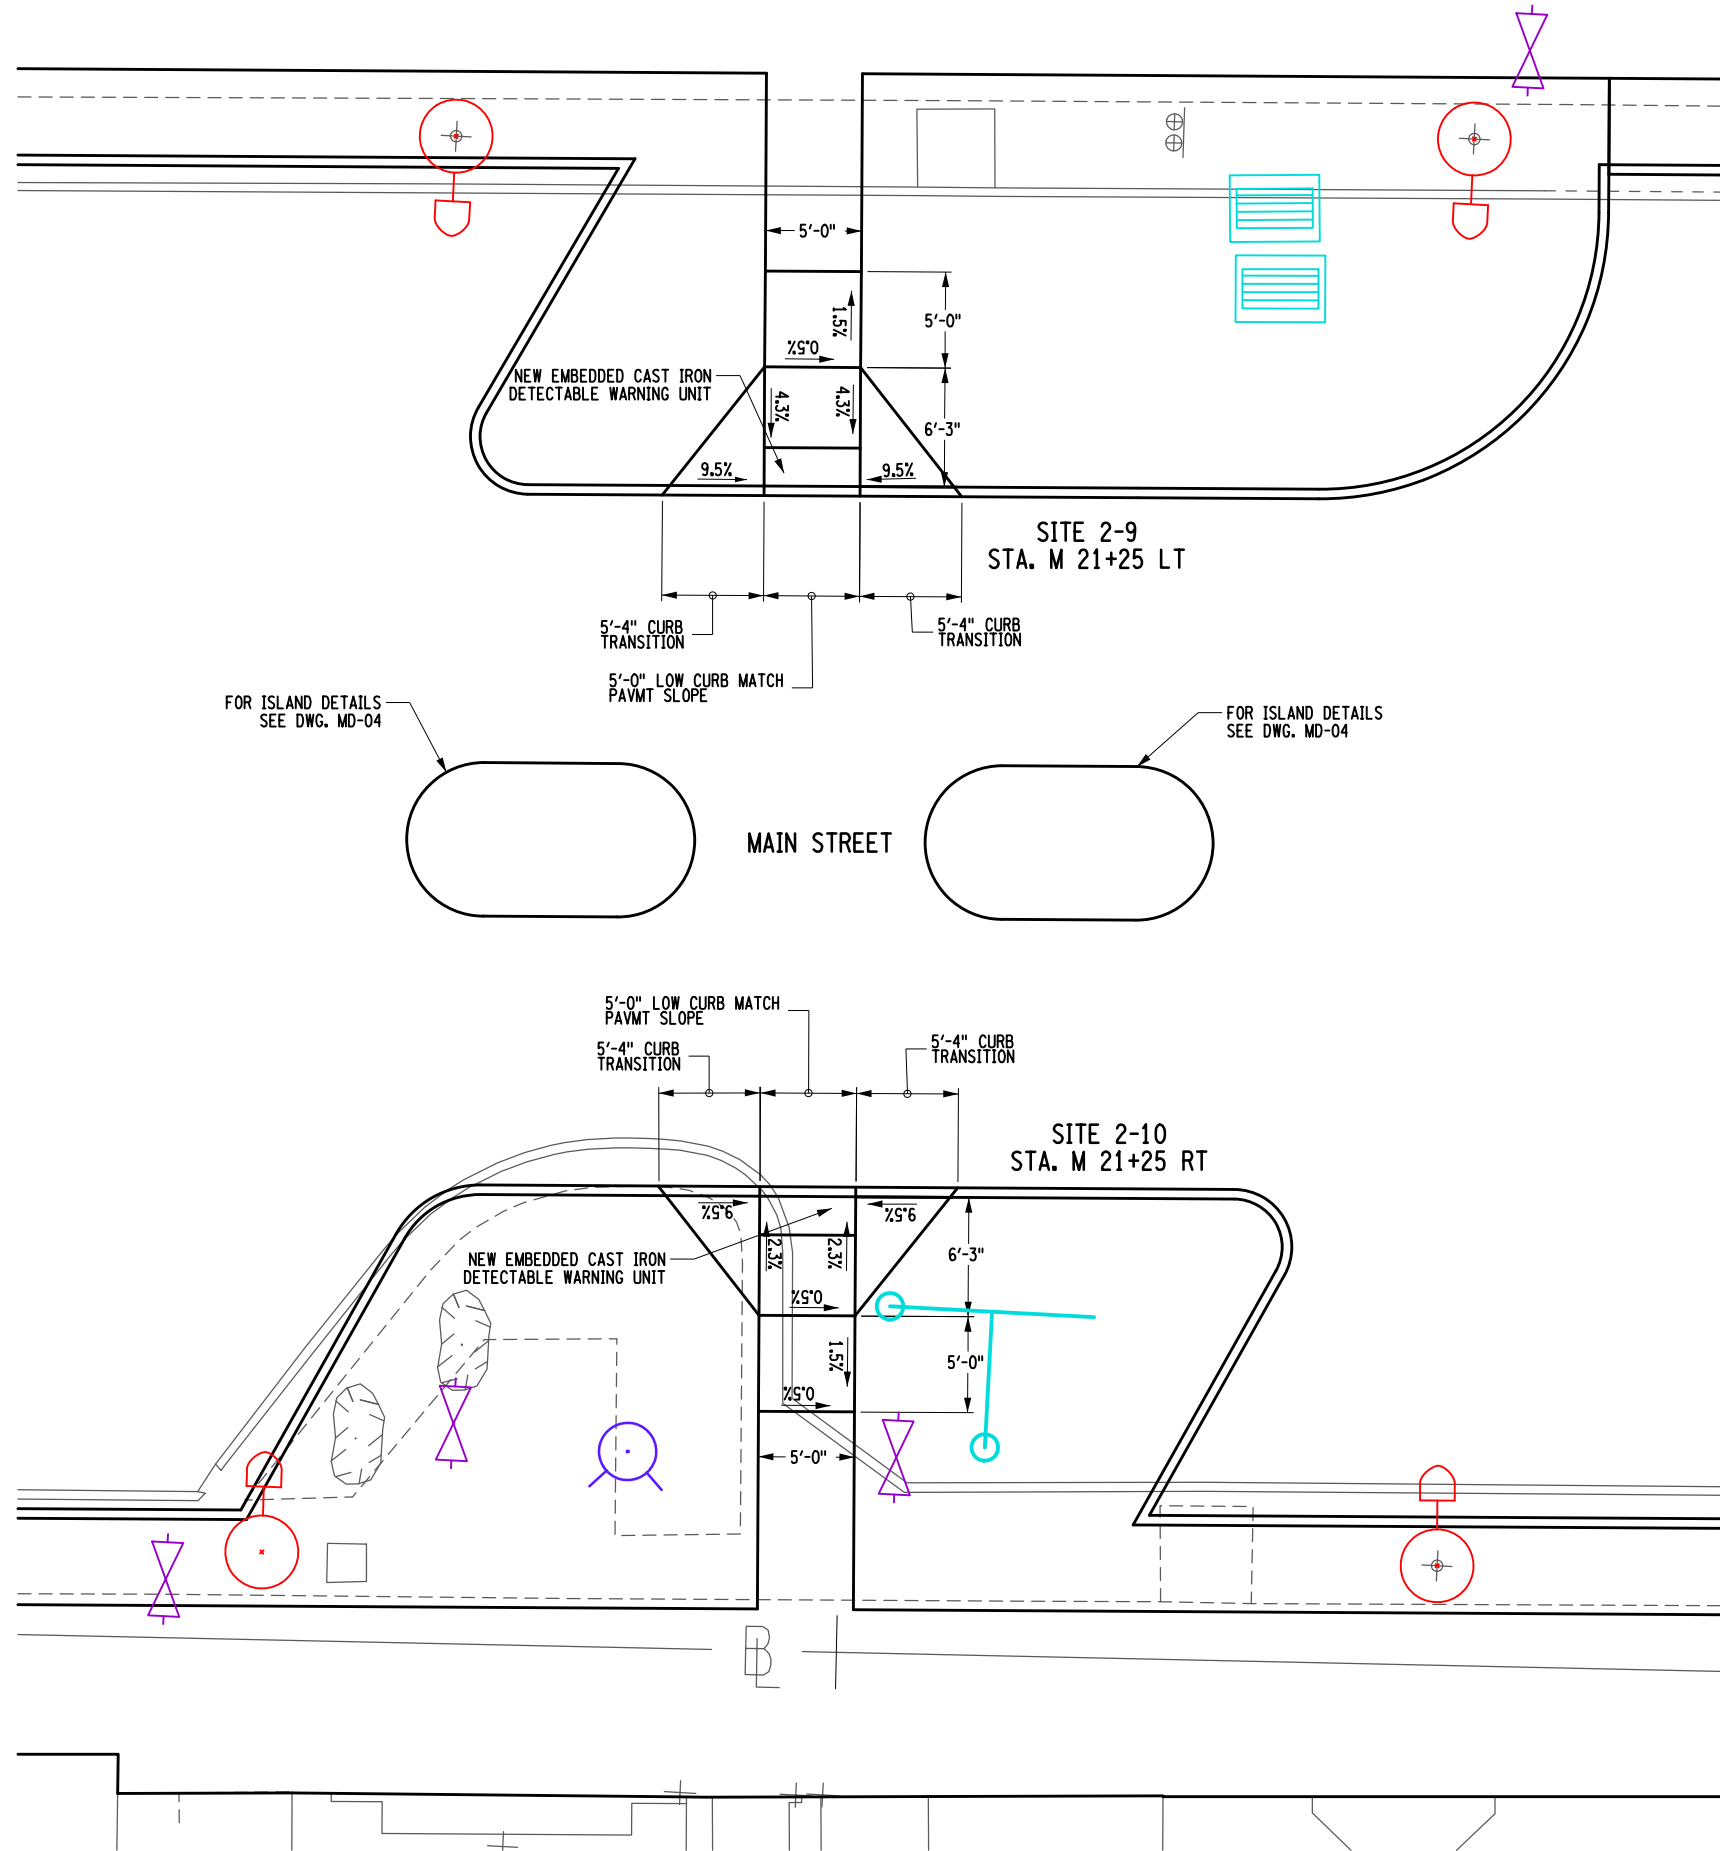 5'-0"
1.5%
5'-0"
0.5%
NEW EMBEDDED CAST IRON
DETECTABLE WARNING UNIT
4.3%
4.3%
6'-3"
9.5%
9.5%
SITE 2-9
STA. M 21+25 LT
5'-4" CURB
TRANSITION
5'-4" CURB
TRANSITION
5'-0" LOW CURB MATCH
PAVMT SLOPE
FOR ISLAND DETAILS
SEE DWG. MD-04
FOR ISLAND DETAILS
SEE DWG. MD-04
MAIN STREET
5'-0" LOW CURB MATCH
PAVMT SLOPE
5'-4" CURB
TRANSITION
5'-4" CURB
TRANSITION
SITE 2-10
STA. M 21+25 RT
9.5%
9.5%
NEW EMBEDDED CAST IRON
DETECTABLE WARNING UNIT
2.3%
2.3%
6'-3"
0.5%
1.5%
5'-0"
0.5%
5'-0"
B